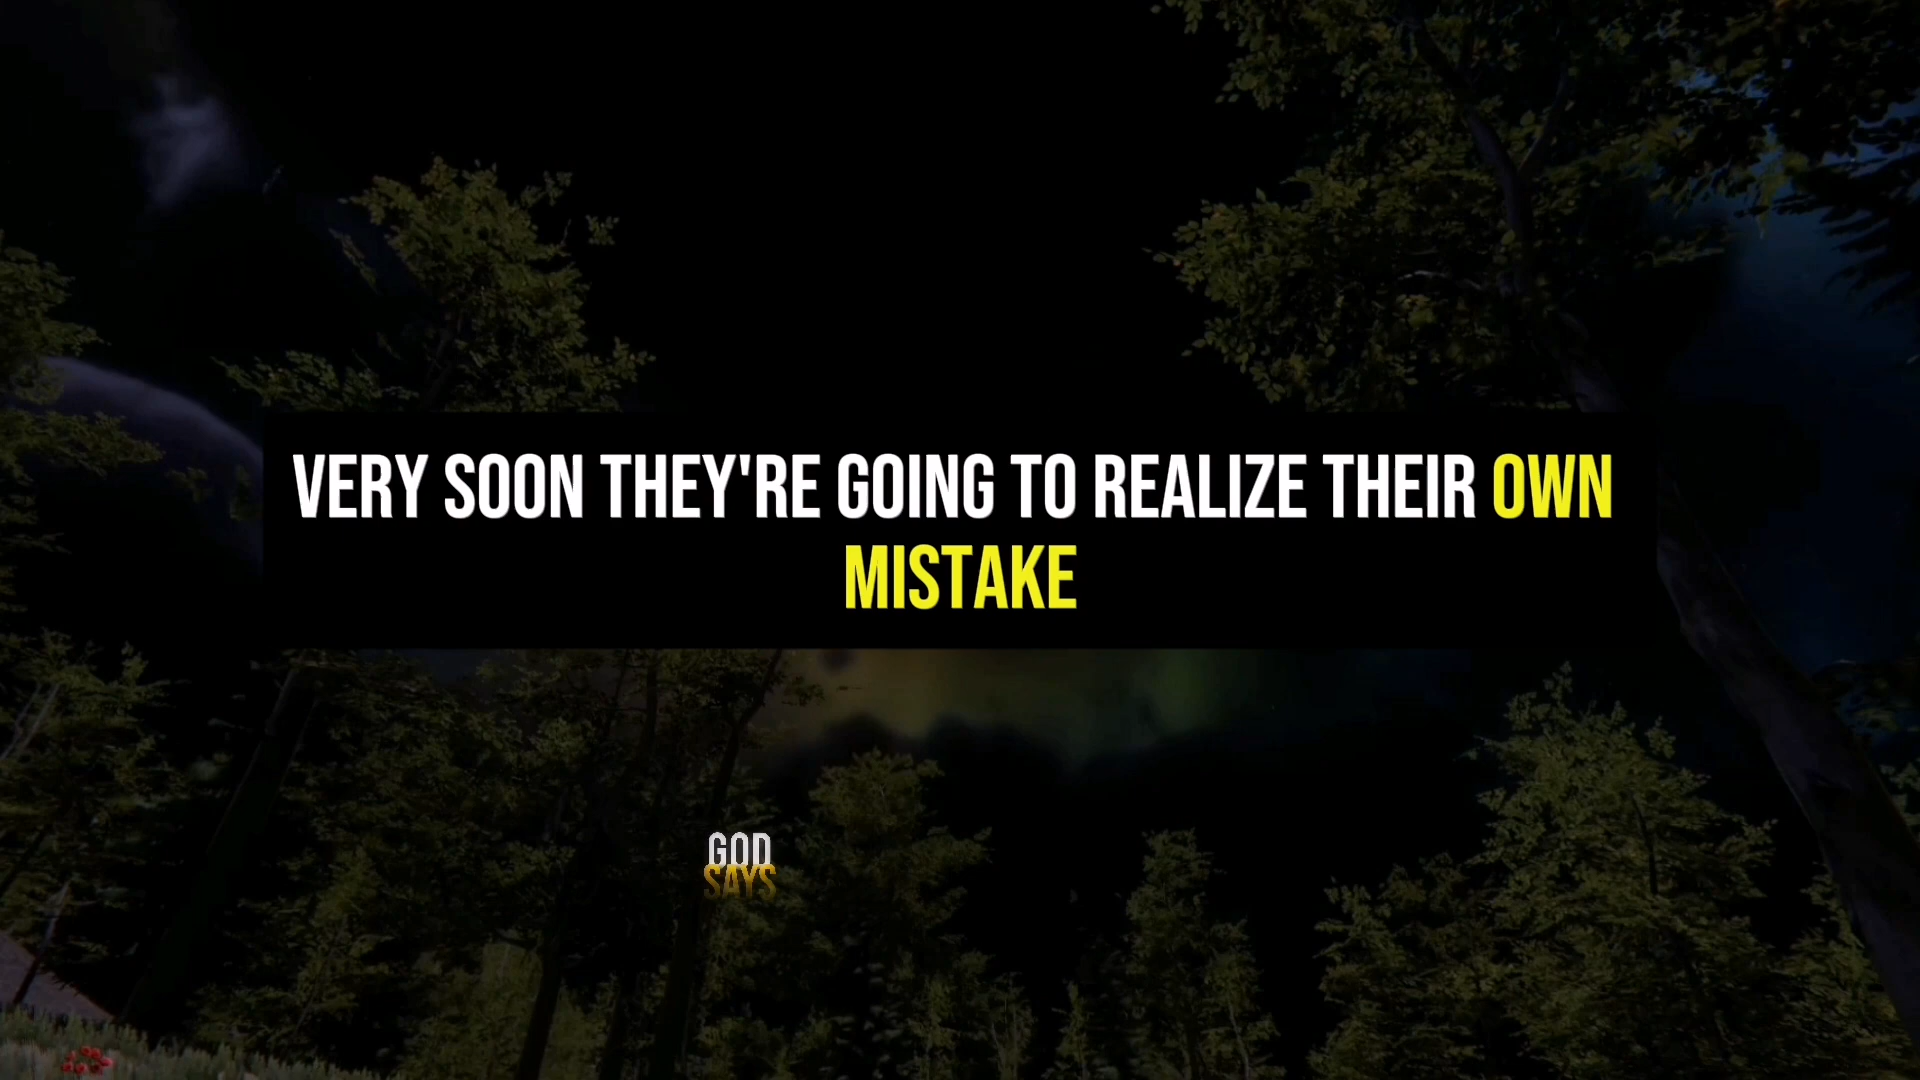 VERY SOON THEY'RE GOING TO REALIZE THEIR OWN
MISTAKE
GOD
SAYS